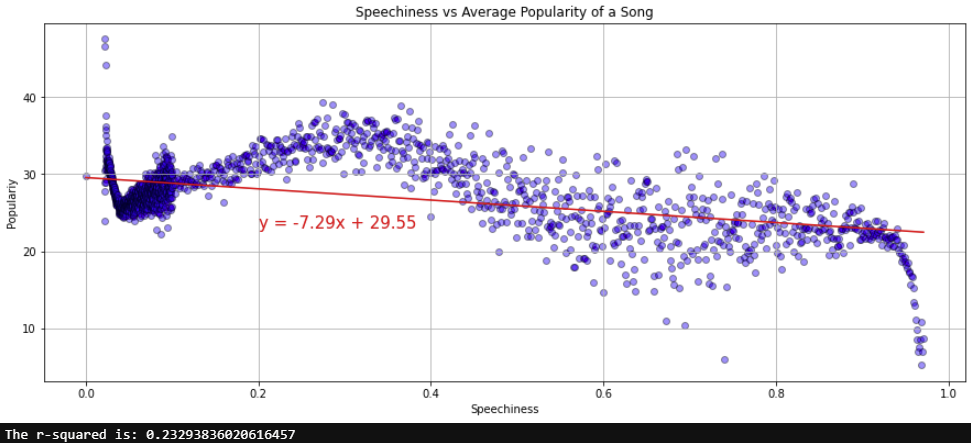 Speechiness vs Average Popularity of a Song
Populariy
40
30
20
10
y = -7.29x + 29.55
0.0 0.2 0.4 0.6 0.8 1.0
Speechiness
The r-squared is: 0.23293836020616457